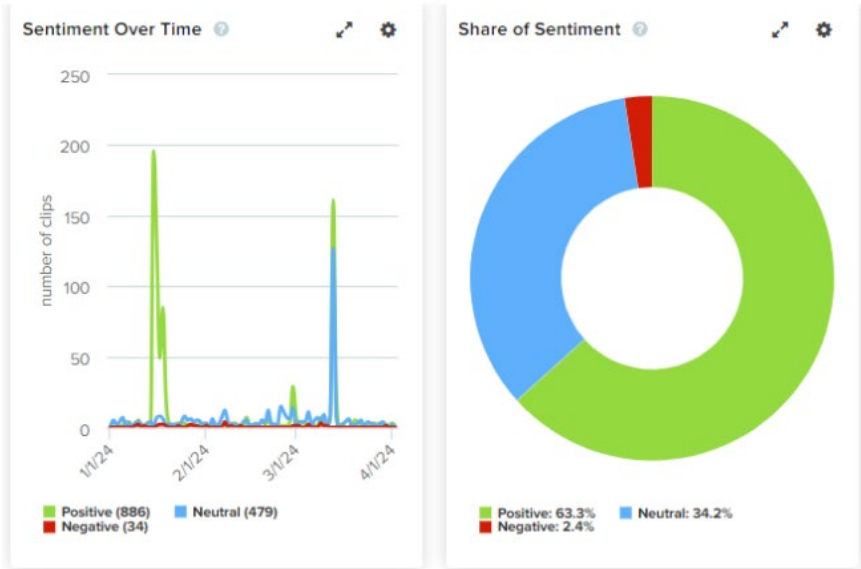 Sentiment Over Time ?
Share of Sentiment ?
number of clips
250
200
150
100
50
0
1/1/24
2/1/24
3/1/24
4/1/24
Positive (886)
Neutral (479)
Negative (34)
Positive: 63.3%
Neutral: 34.2%
Negative: 2.4%